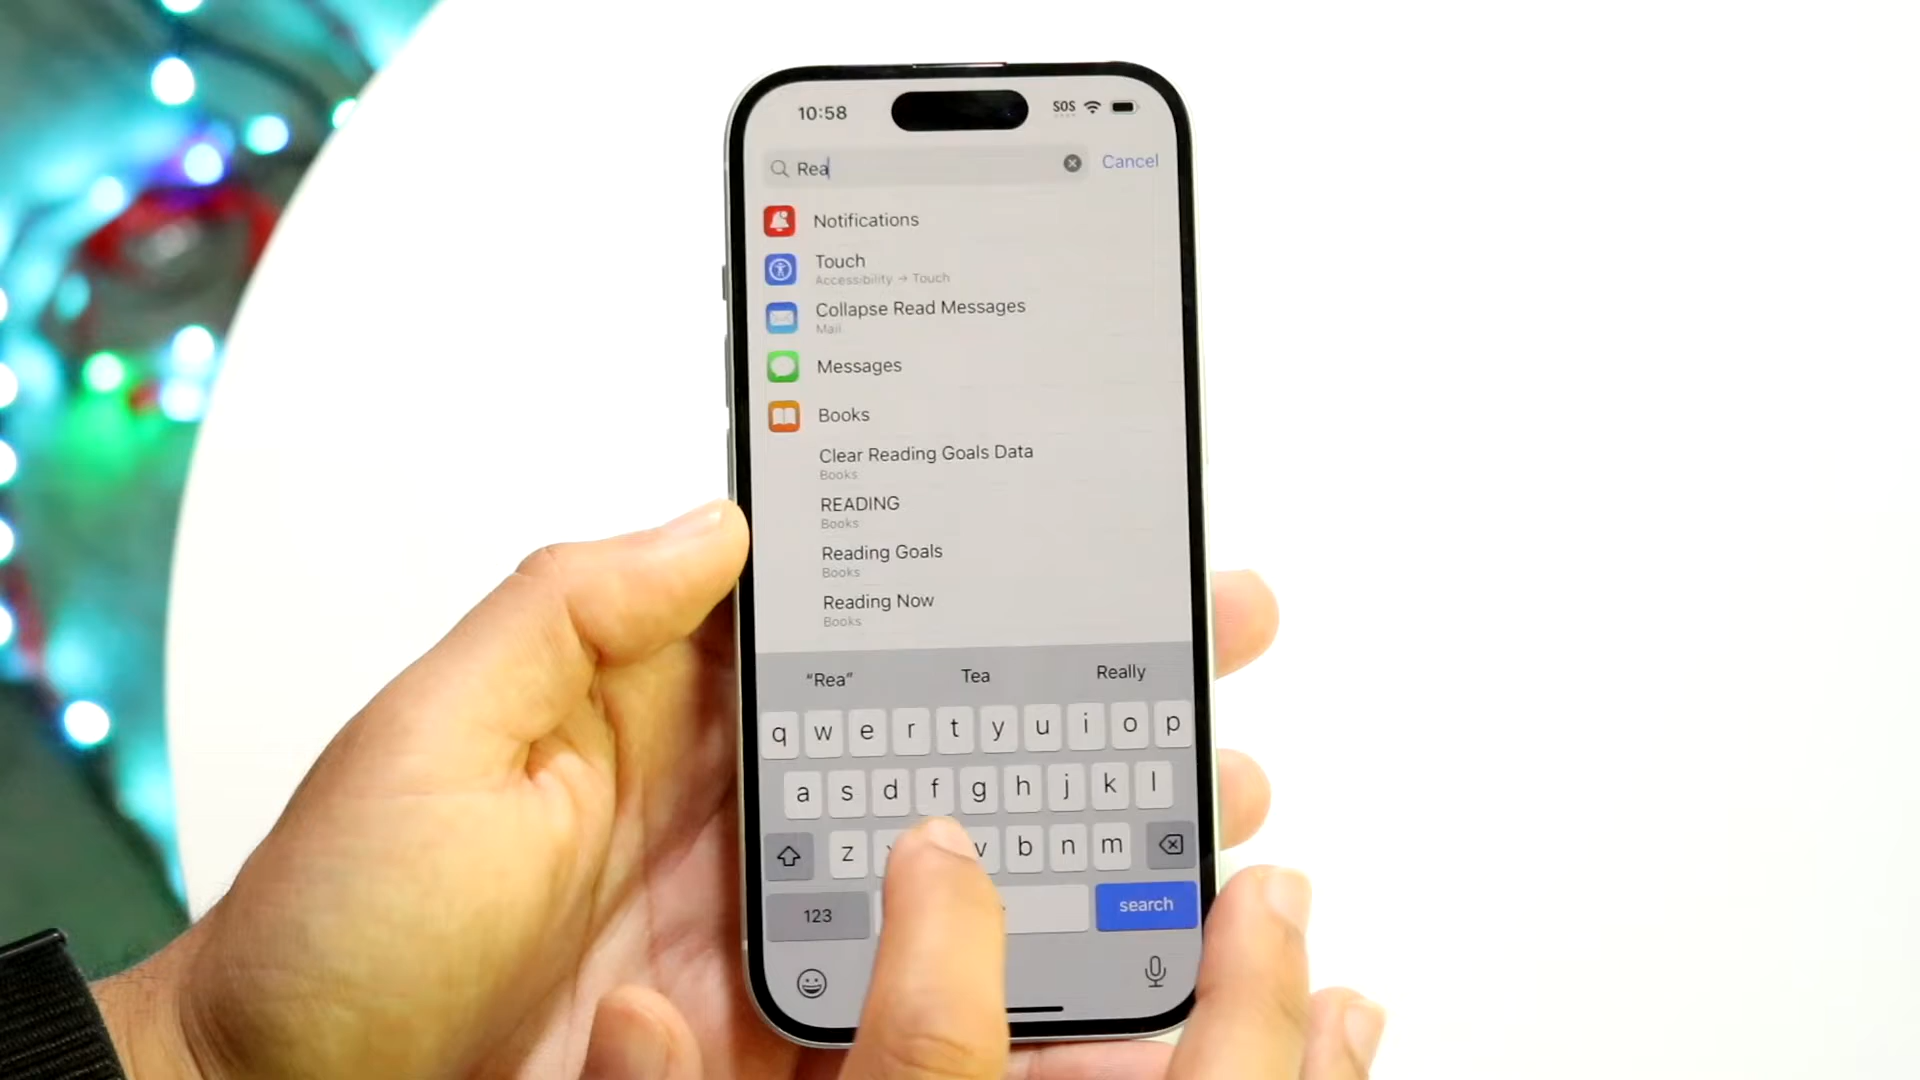 10:58 SOS
Rea Cancel
Notifications
Touch
Accessibility → Touch
Collapse Read Messages
Mail
Messages
Books
Clear Reading Goals Data
Books
READING
Books
Reading Goals
Books
Reading Now
Books
“Rea” Tea Really
q w e r t y u i o p
a s d f g h j k l
z v b n m
123 search